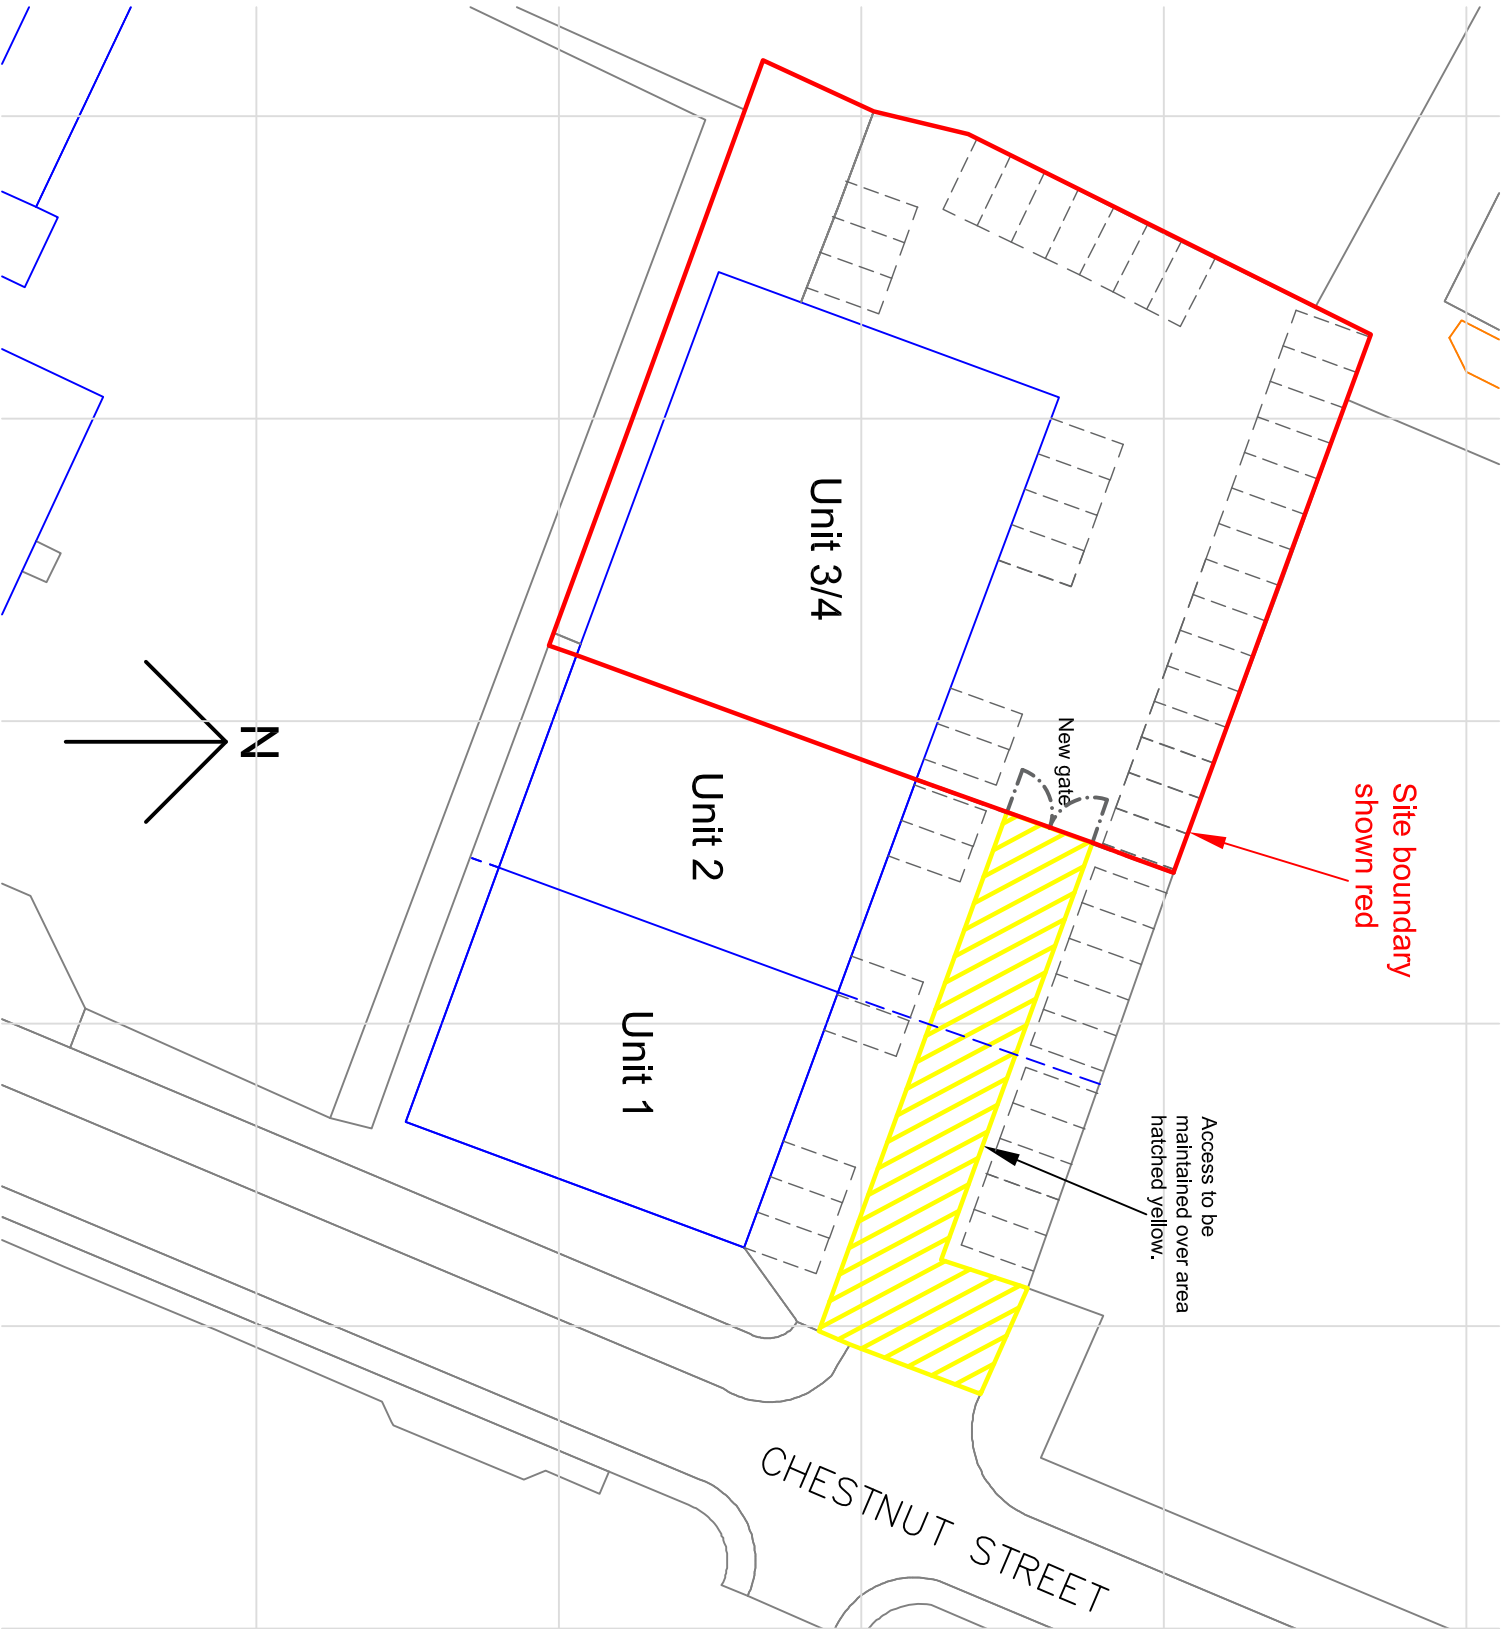 Site boundary
shown red
Unit 3/4
New gate
Unit 2
Unit 1
Access to be
maintained over area
hatched yellow.
N
CHESTNUT STREET